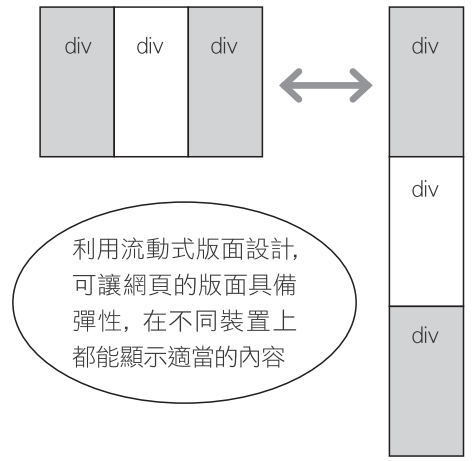 div div div
div
div
div
利用流動式版面設計,
可讓網頁的版面具備
彈性, 在不同裝置上
都能顯示適當的內容